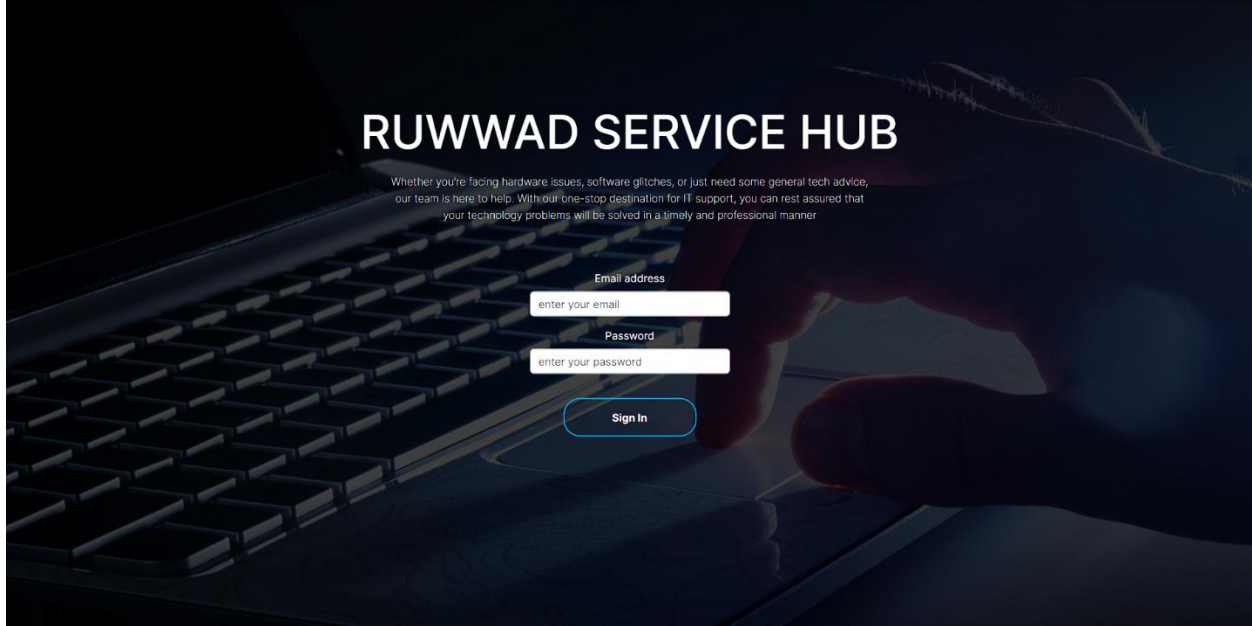 RUWWAD SERVICE HUB
Whether you're facing hardware issues, software glitches, or just need some general tech advice,
our team is here to help. With our one-stop destination for IT support, you can rest assured that
your technology problems will be solved in a timely and professional manner
Email address
enter your email
Password
enter your password
Sign In